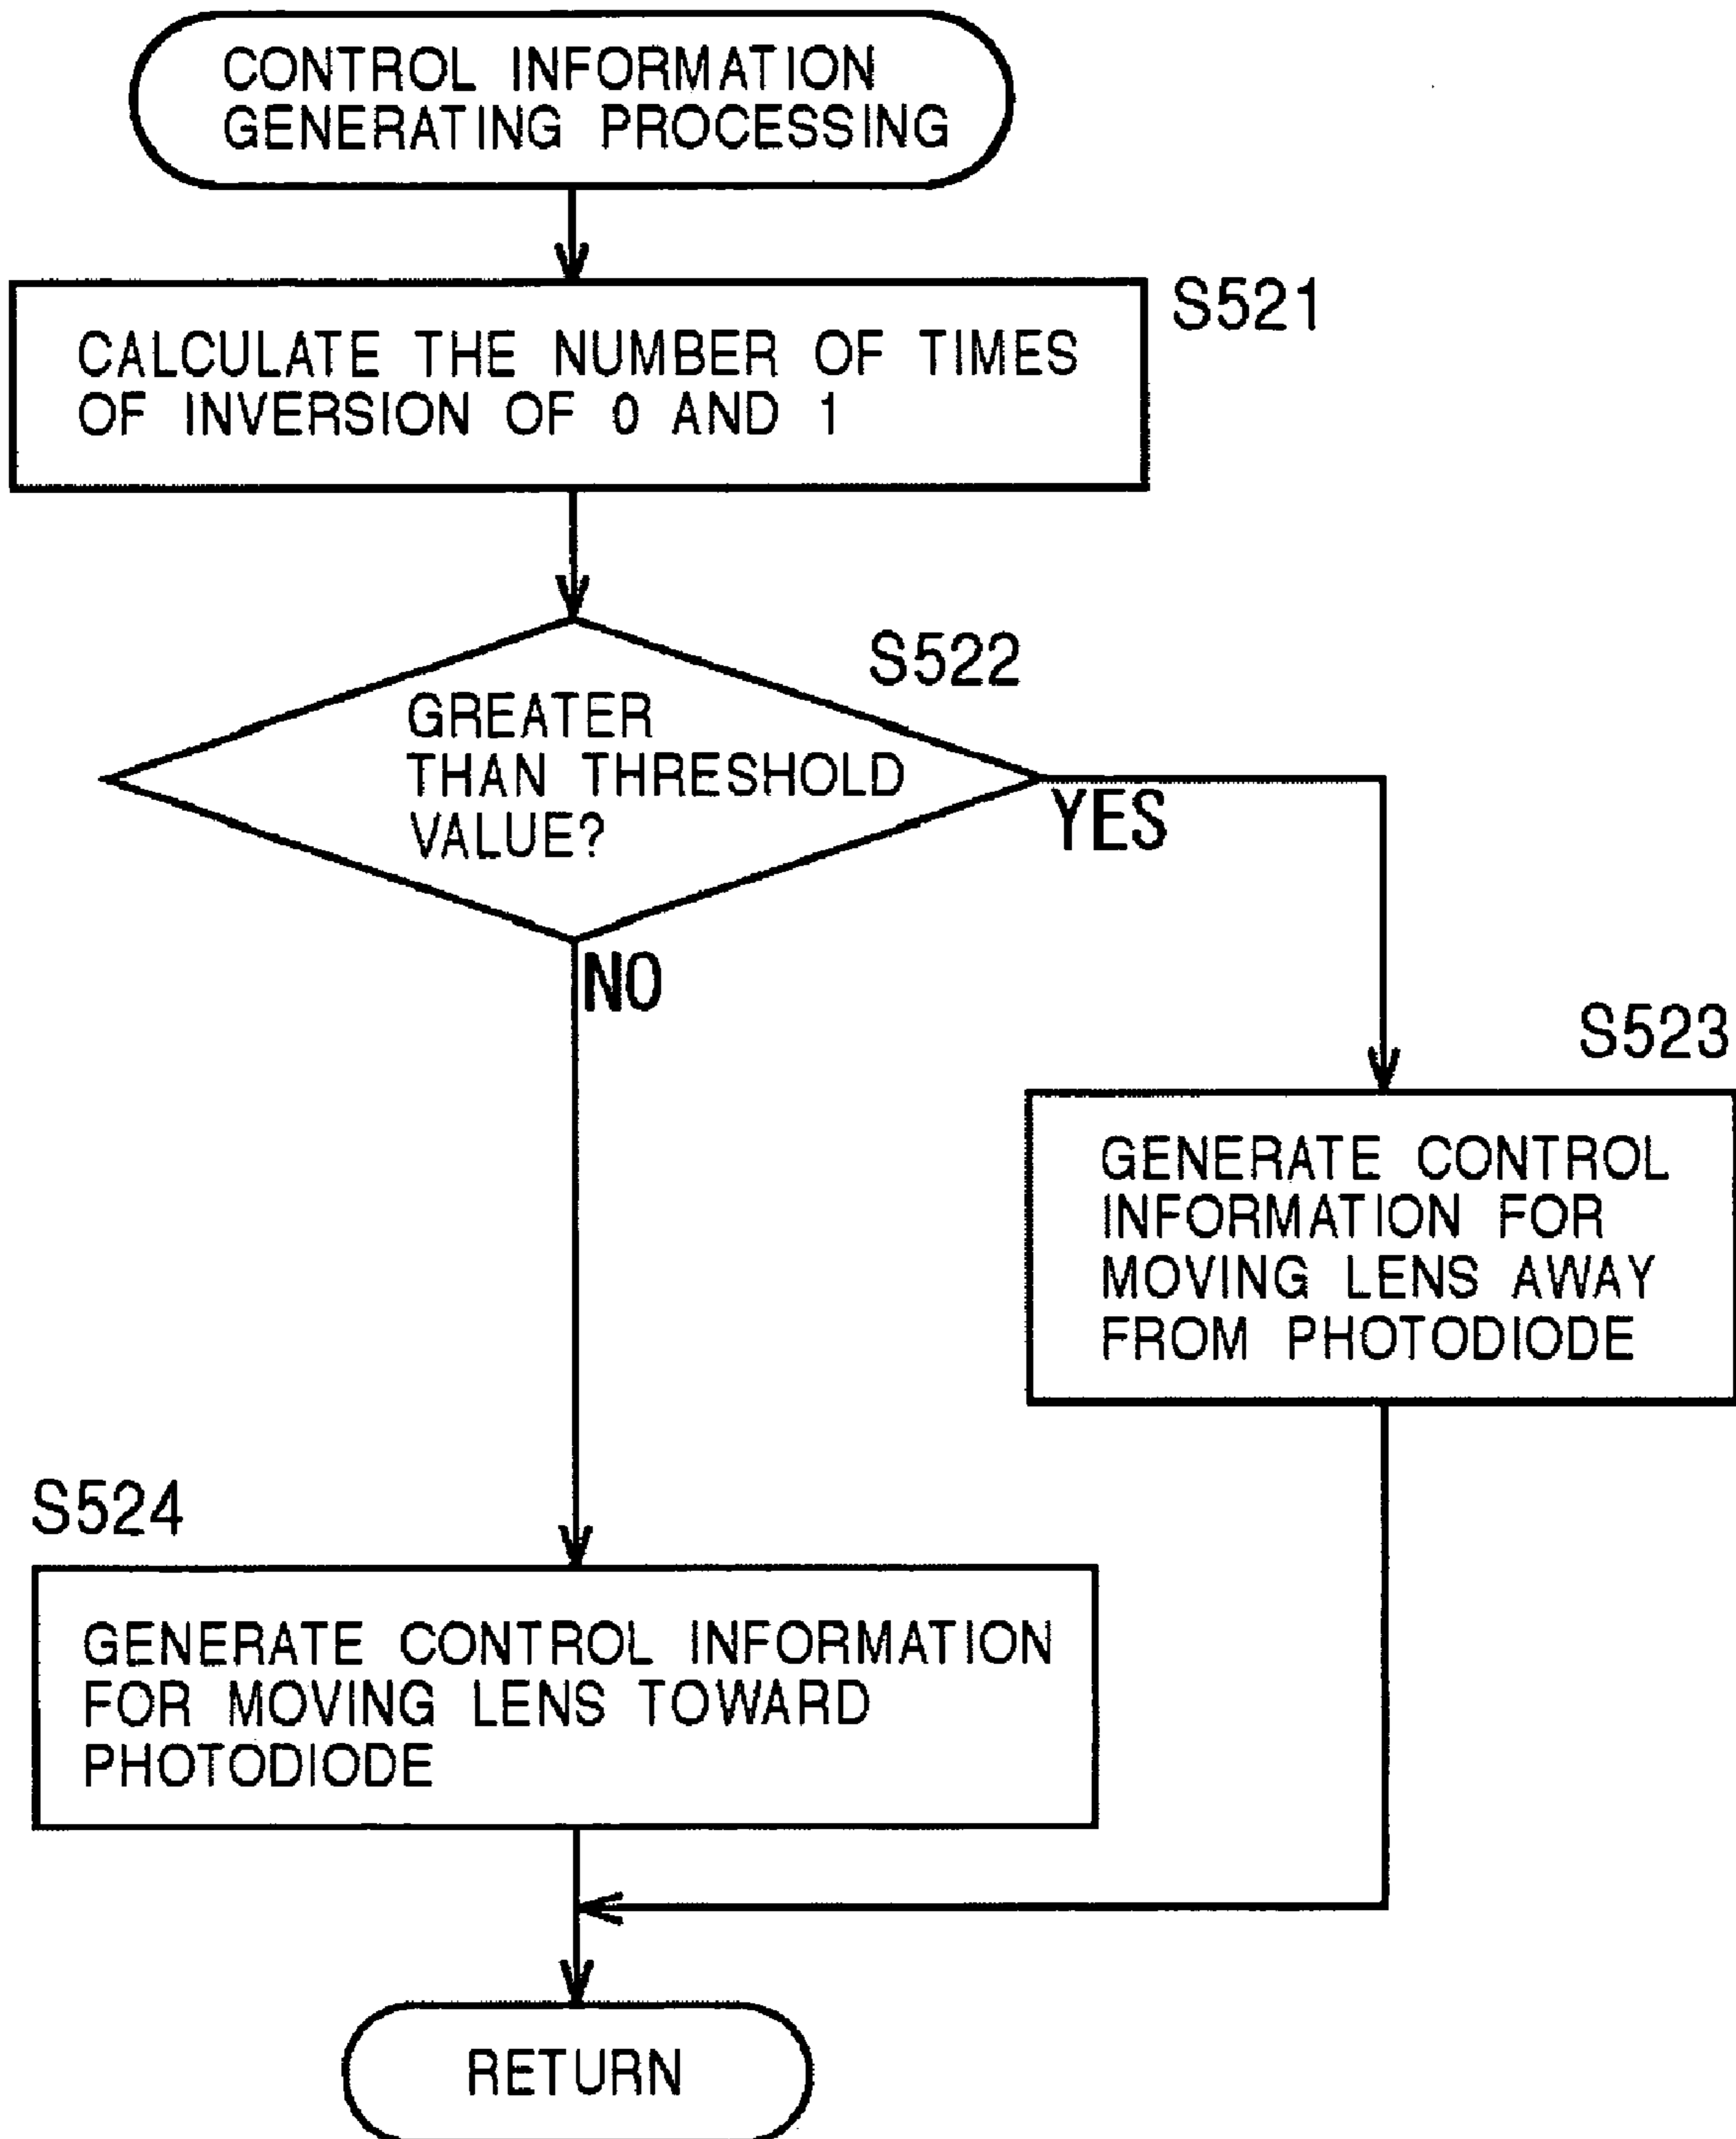 CONTROL INFORMATION
GENERATING PROCESSING
S521
CALCULATE THE NUMBER OF TIMES
OF INVERSION OF 0 AND 1
S522
GREATER
THAN THRESHOLD
VALUE?
YES
NO
S523
GENERATE CONTROL
INFORMATION FOR
MOVING LENS AWAY
FROM PHOTODIODE
S524
GENERATE CONTROL INFORMATION
FOR MOVING LENS TOWARD
PHOTODIODE
RETURN